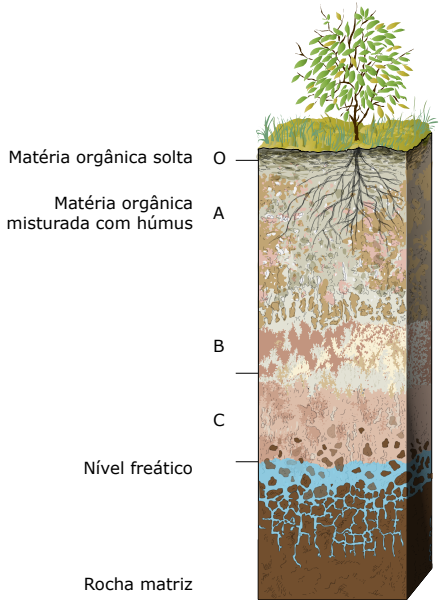 Matéria orgânica solta O
Matéria orgânica
misturada com húmus A
B
C
Nível freático
Rocha matriz